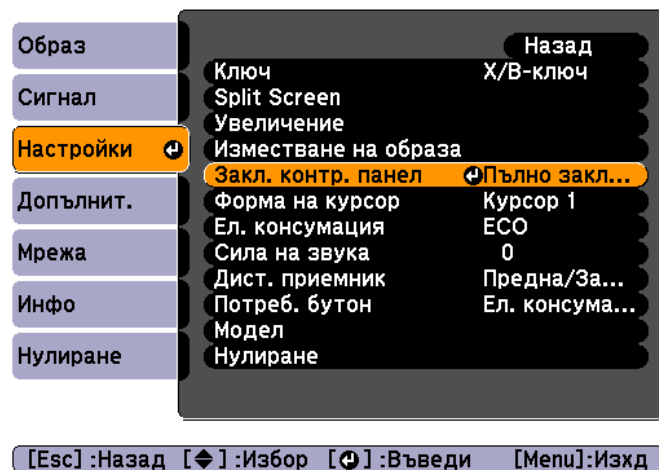 Образ
Сигнал
Настройки
Допълнит.
Мрежа
Инфо
Нулиране
Назад
Ключ Х/В-ключ
Split Screen
Увеличение
Изместване на образа
Закл. контр. панел Пълно закл...
Форма на курсор Курсор 1
Ел. консумация ECO
Сила на звука 0
Дист. приемник Предна/За...
Потреб. бутон Ел. консума...
Модел
Нулиране
[Esc] :Назад [◆] :Избор [⏎] :Въведи [Menu]:Изхд